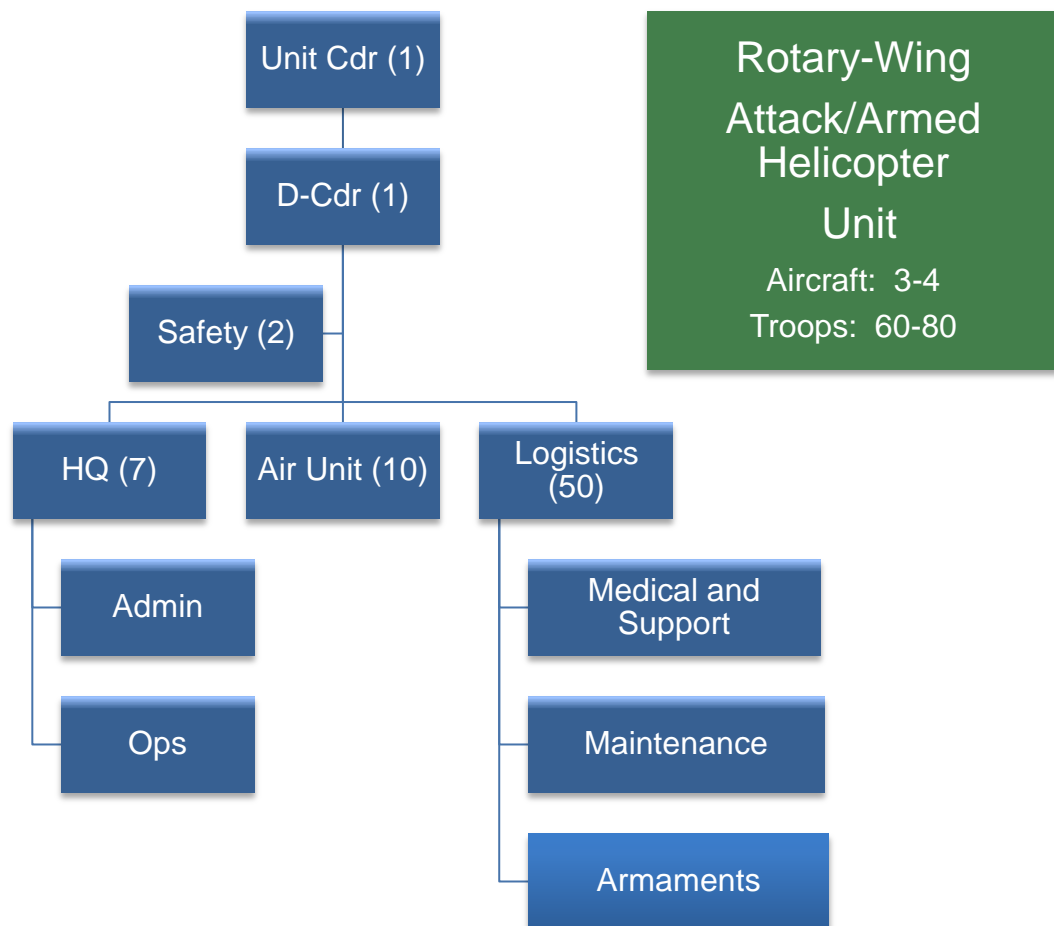 Unit Cdr (1)
Rotary-Wing
Attack/Armed
Helicopter
Unit
Aircraft:  3-4
Troops:  60-80
D-Cdr (1)
Safety (2)
HQ (7)
Air Unit (10)
Logistics
(50)
Admin
Medical and
Support
Ops
Maintenance
Armaments